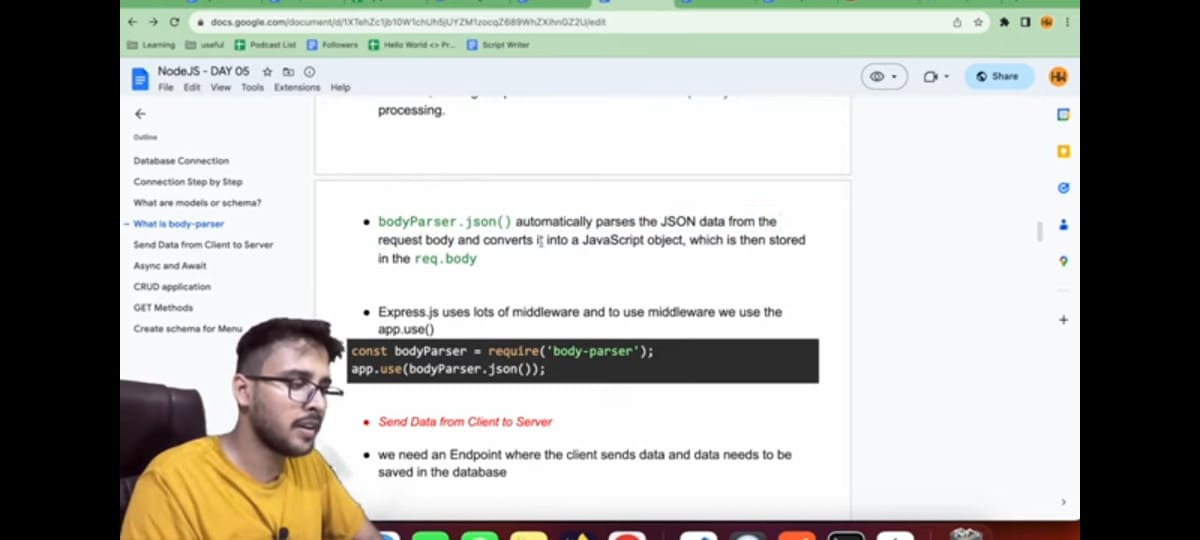 docs.google.com/document/d/1XTehZc1jb10W1chUh5jUYZM1zocqZ689WhZXihnGZ2U/edit
Learning useful Podcast List Followers Hello World <> Pr... Script Writer
NodeJS - DAY 05
File Edit View Tools Extensions Help
Share
HW
Outline
Database Connection
Connection Step by Step
What are models or schema?
What is body-parser
Send Data from Client to Server
Async and Await
CRUD application
GET Methods
Create schema for Menu
processing.
• bodyParser.json() automatically parses the JSON data from the
request body and converts it into a JavaScript object, which is then stored
in the req.body
• Express.js uses lots of middleware and to use middleware we use the
app.use()
const bodyParser = require('body-parser');
app.use(bodyParser.json());
• Send Data from Client to Server
• we need an Endpoint where the client sends data and data needs to be
saved in the database